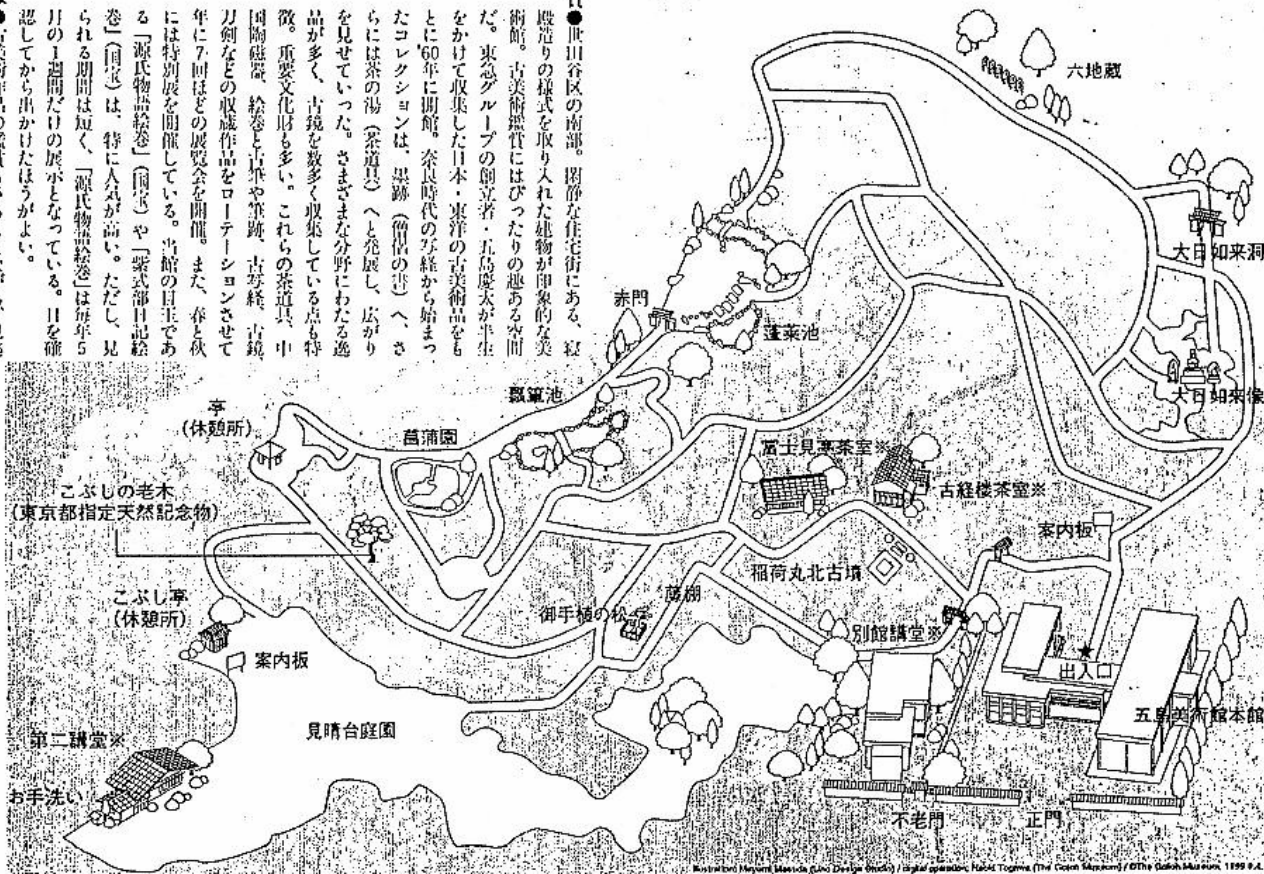 ●世田谷区の南部。閑静な住宅街にある、寝
殿造りの様式を取り入れた建物が印象的な美
術館。古美術鑑賞にはぴったりの趣ある空間
だ。東急グループの創立者・五島慶太が半生
をかけて収集した日本・東洋の古美術品をも
とに'60年に開館。奈良時代の写経から始まっ
たコレクションは、墨跡（僧侶の書）へ、さ
らには茶の湯（茶道具）へと発展し、広がり
を見せていった。さまざまな分野にわたる逸
品が多く、古鏡を数多く収集している点も特
徴。重要文化財も多い。これらの茶道具、中
国陶磁器、絵巻と古筆や筆跡、古写経、古鏡、
刀剣などの収蔵作品をローテーションさせて
年に7回ほどの展覧会を開催。また、春と秋
には特別展を開催している。当館の目玉であ
る「源氏物語絵巻」（国宝）や「紫式部日記絵
巻」（国宝）は、特に人気が高い。ただし、見
られる期間は短く、「源氏物語絵巻」は毎年5
月の1週間だけの展示となっている。日を確
認してから出かけたほうがよい。
六地蔵
大日如来洞
赤門
蓬莱池
大日如来像
瓢箪池
亭
(休憩所)
菖蒲園
富士見亭茶室※
古経楼茶室※
こぶしの老木
(東京都指定天然記念物)
案内板
稲荷丸北古墳
藤棚
御手植の松
こぶし亭
(休憩所)
別館講堂※
案内板
★
出入口
五島美術館本館
見晴台庭園
第二講堂※
お手洗い
不老門
正門
Illustration: Mayumi Masuda (Uno Design Studio) / digital operation: Haruki Togawa (The Gotoh Museum) / ©The Gotoh Museum, 1999